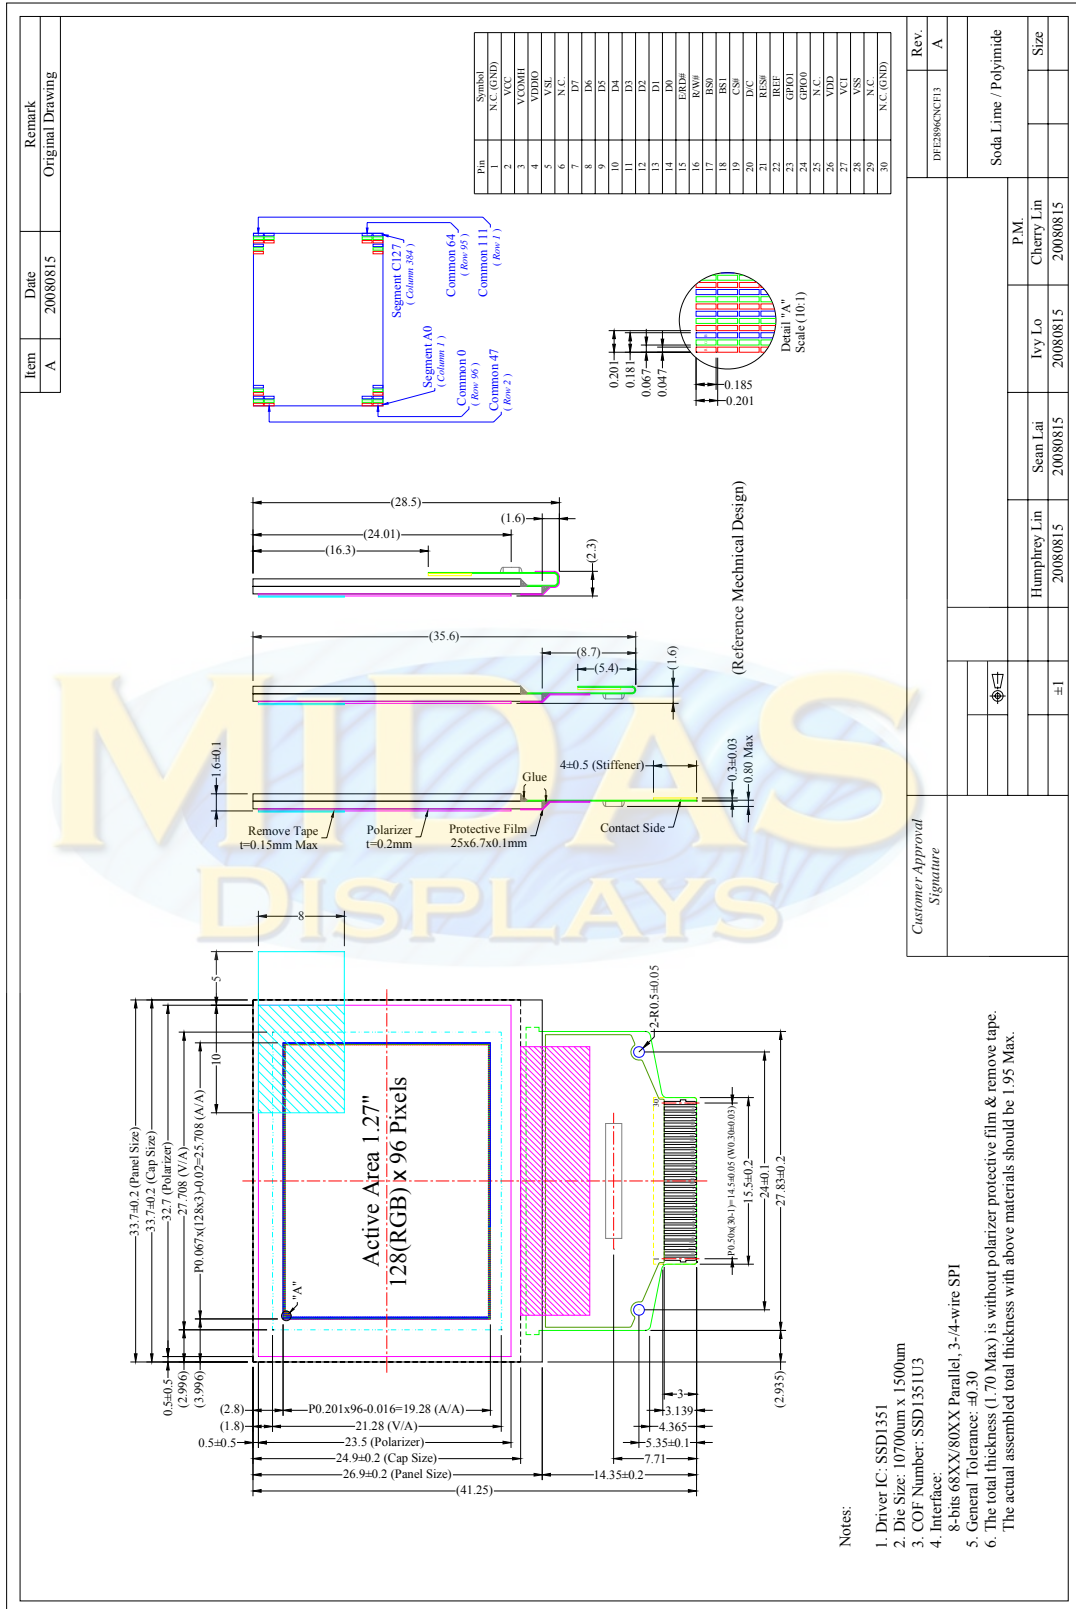 Item Date Remark
A 20080815 Original Drawing
Pin Symbol
1 N.C. (GND)
2 VCC
3 VCOMH
4 VDDIO
5 VSL
6 N.C.
7 D7
8 D6
9 D5
10 D4
11 D3
12 D2
13 D1
14 D0
15 E/RD#
16 R/W#
17 BS0
18 BS1
19 CS#
20 D/C
21 RES#
22 IREF
23 GPIO1
24 GPIO0
25 N.C.
26 VDD
27 VCI
28 VSS
29 N.C.
30 N.C. (GND)
Segment A0
( Column 1 )
Common 0
( Row 96 )
Common 47
( Row 2 )
Segment C127
( Column 384 )
Common 64
( Row 95 )
Common 111
( Row 1 )
0.201
0.181
0.067
0.047
0.185
0.201
Detail "A"
Scale (10:1)
(28.5)
(24.01)
(16.3)
(1.6)
(2.3)
(Reference Mechnical Design)
(35.6)
(8.7)
(5.4)
(1.6)
1.6±0.1
Remove Tape
t=0.15mm Max
Polarizer
t=0.2mm
Protective Film
25x6.7x0.1mm
Glue
4±0.5 (Stiffener)
Contact Side
0.3±0.03
0.80 Max
MIDAS
DISPLAYS
8
5
10
33.7±0.2 (Panel Size)
33.7±0.2 (Cap Size)
32.7 (Polarizer)
27.708 (V/A)
P0.067x(128x3)-0.02=25.708 (A/A)
0.5±0.5
(2.996)
(3.996)
Active Area 1.27"
128(RGB) x 96 Pixels
"A"
2-R0.5±0.05
30
1
P0.50x(30-1)=14.5±0.05 (W0.30±0.03)
15.5±0.2
24±0.1
27.83±0.2
(2.935)
(2.8)
P0.201x96-0.016=19.28 (A/A)
(1.8)
21.28 (V/A)
0.5±0.5
23.5 (Polarizer)
24.9±0.2 (Cap Size)
26.9±0.2 (Panel Size)
14.35±0.2
(41.25)
3
3.139
4.365
5.35±0.1
7.71
Notes:
1. Driver IC: SSD1351
2. Die Size: 10700um x 1500um
3. COF Number: SSD1351U3
4. Interface:
8-bits 68XX/80XX Parallel, 3-/4-wire SPI
5. General Tolerance: ±0.30
6. The total thickness (1.70 Max) is without polarizer protective film & remove tape.
The actual assembled total thickness with above materials should be 1.95 Max.
Customer Approval
Signature
±1
Humphrey Lin
20080815
Sean Lai
20080815
Ivy Lo
20080815
P.M.
Cherry Lin
20080815
DFE2896CNCF13
Rev.
A
Soda Lime / Polyimide
Size